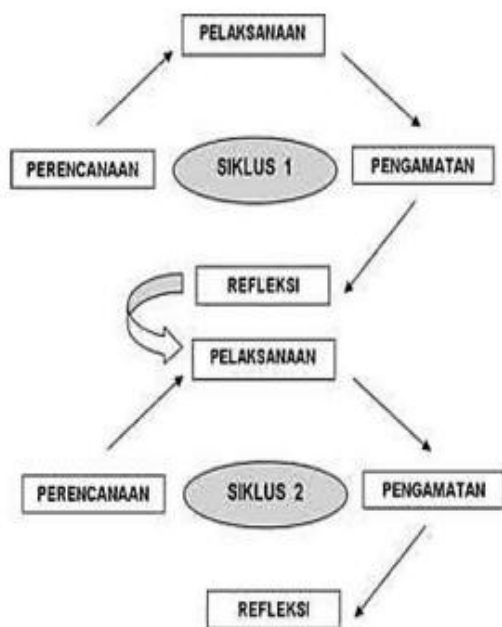 PELAKSANAAN
PERENCANAAN
SIKLUS 1
PENGAMATAN
REFLEKSI
PELAKSANAAN
PERENCANAAN
SIKLUS 2
PENGAMATAN
REFLEKSI